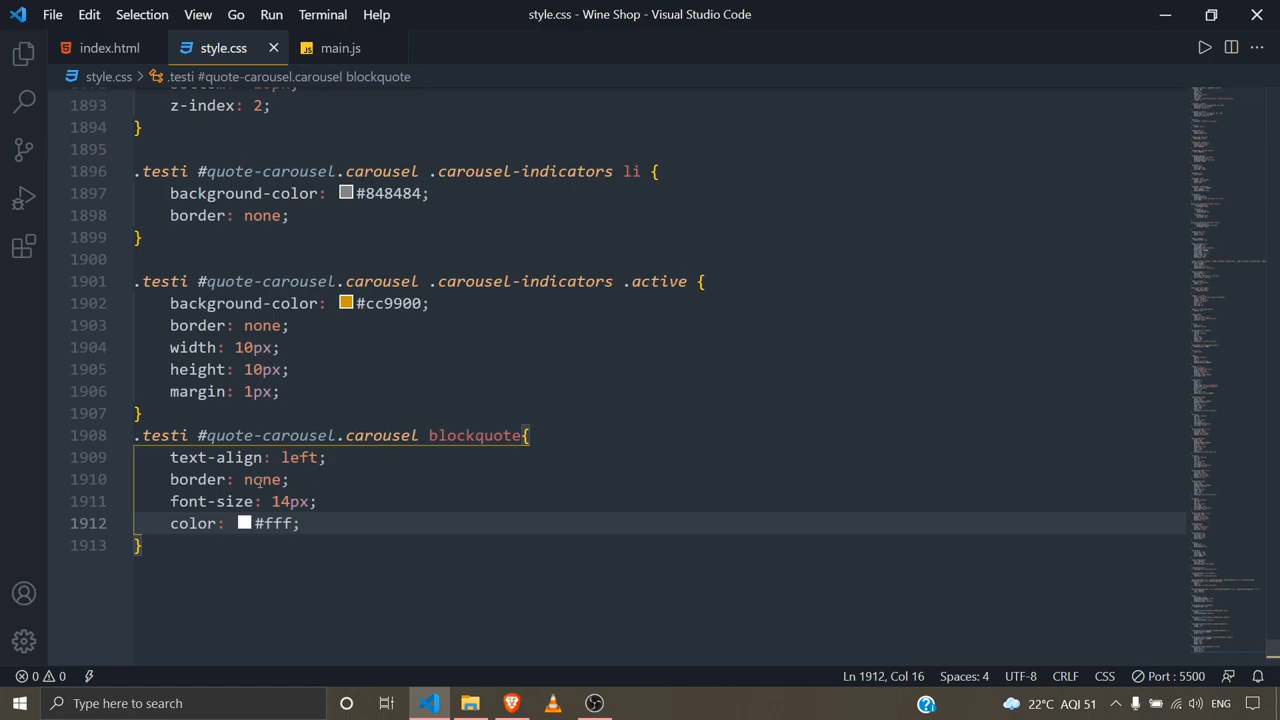 File Edit Selection View Go Run Terminal Help style.css - Wine Shop - Visual Studio Code
index.html style.css main.js
style.css > .testi #quote-carousel.carousel blockquote
1893 z-index: 2;
1894 }
1895
1896 .testi #quote-carousel.carousel .carousel-indicators li {
1897 background-color: #848484;
1898 border: none;
1899 }
1900
1901 .testi #quote-carousel.carousel .carousel-indicators .active {
1902 background-color: #cc9900;
1903 border: none;
1904 width: 10px;
1905 height: 10px;
1906 margin: 1px;
1907 }
1908 .testi #quote-carousel.carousel blockquote{
1909 text-align: left;
1910 border: none;
1911 font-size: 14px;
1912 color: #fff;
1913 }
0 0 Ln 1912, Col 16 Spaces: 4 UTF-8 CRLF CSS Port : 5500
Type here to search 22°C AQI 51 ENG